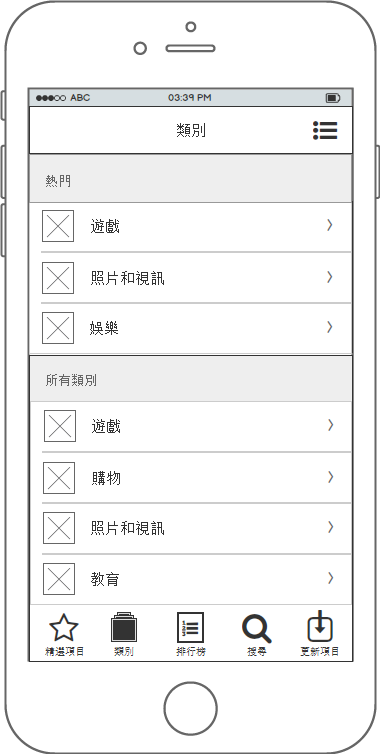 ABC 03:39 PM
類別
熱門
遊戲
照片和視訊
娛樂
所有類別
遊戲
購物
照片和視訊
教育
精選項目 類別 排行榜 搜尋 更新項目